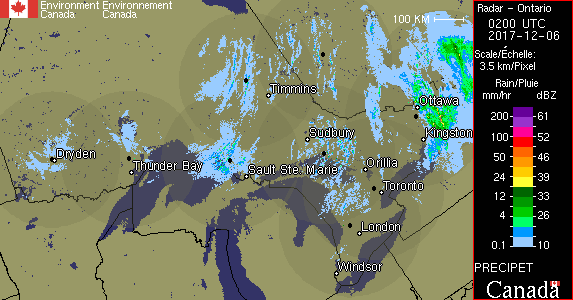 Environment Environnement
Canada Canada
100 KM
Timmins
Ottawa
Sudbury
Kingston
Dryden
Thunder Bay
Sault Ste. Marie
Orillia
Toronto
London
Windsor
Radar - Ontario
0200 UTC
2017-12-06
Scale/Échelle:
3.5 km/Pixel
Rain/Pluie
mm/hr dBZ
200 61
100 52
50 46
24 39
12 33
4 26
0.1 10
PRECIPET
Canada